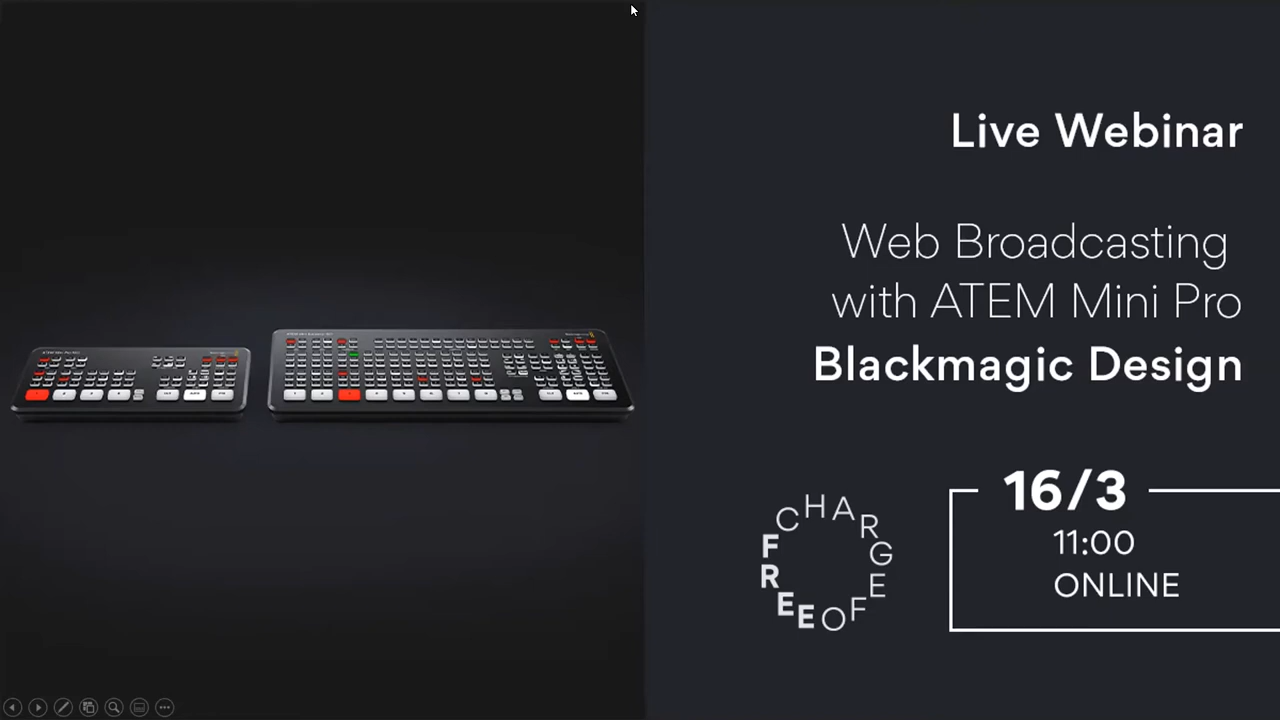 Live Webinar
Web Broadcasting
with ATEM Mini Pro
Blackmagic Design
FREE OF CHARGE
16/3
11:00
ONLINE